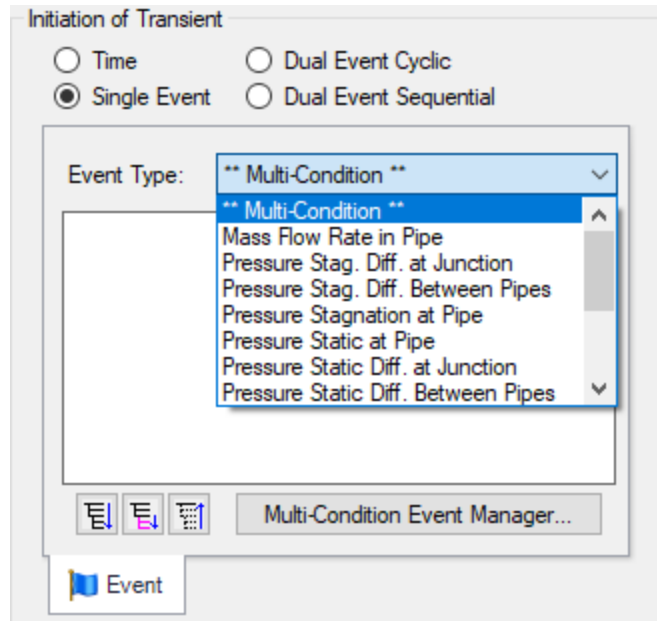 Initiation of Transient
Time
Dual Event Cyclic
Single Event
Dual Event Sequential
Event Type:
** Multi-Condition **
** Multi-Condition **
Mass Flow Rate in Pipe
Pressure Stag. Diff. at Junction
Pressure Stag. Diff. Between Pipes
Pressure Stagnation at Pipe
Pressure Static at Pipe
Pressure Static Diff. at Junction
Pressure Static Diff. Between Pipes
Multi-Condition Event Manager...
Event